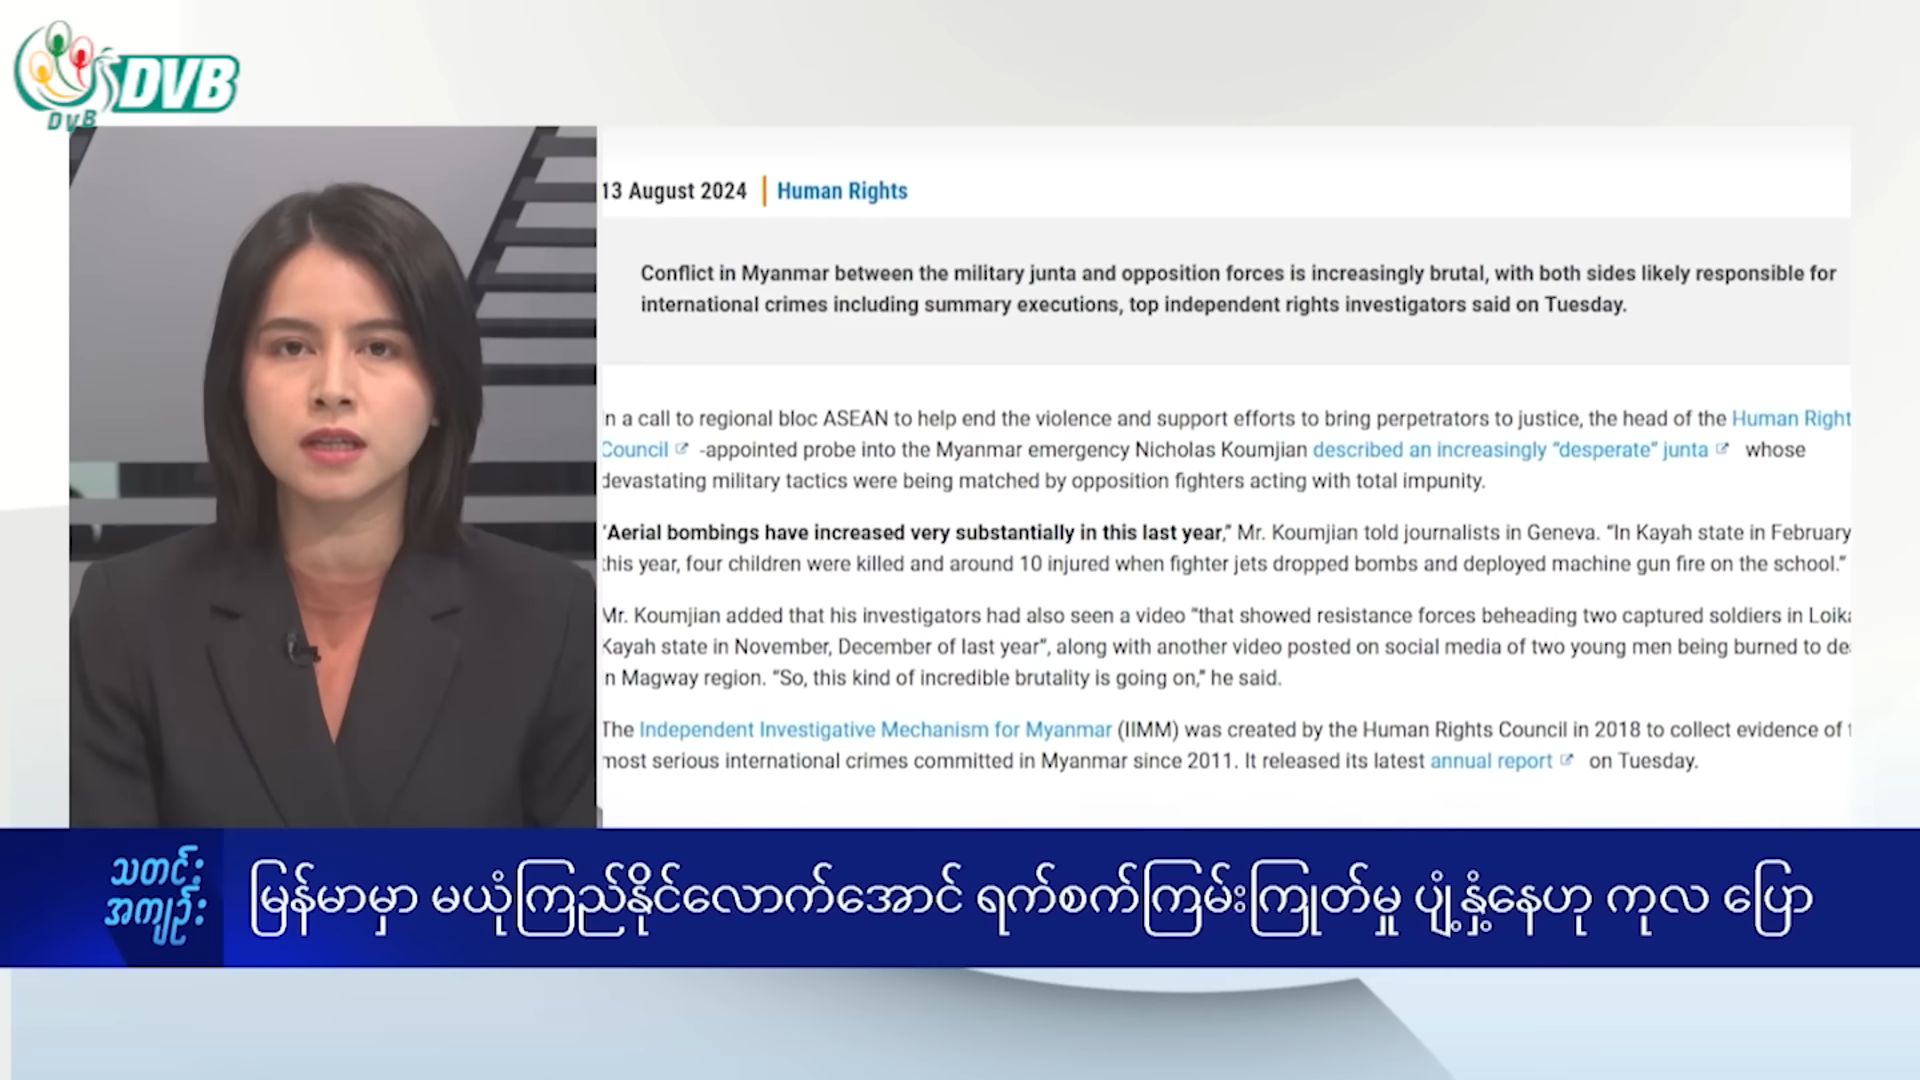 DVB
DVB
13 August 2024 | Human Rights
Conflict in Myanmar between the military junta and opposition forces is increasingly brutal, with both sides likely responsible for
international crimes including summary executions, top independent rights investigators said on Tuesday.
n a call to regional bloc ASEAN to help end the violence and support efforts to bring perpetrators to justice, the head of the Human Right
Council -appointed probe into the Myanmar emergency Nicholas Koumjian described an increasingly “desperate” junta whose
devastating military tactics were being matched by opposition fighters acting with total impunity.
“Aerial bombings have increased very substantially in this last year,” Mr. Koumjian told journalists in Geneva. “In Kayah state in February
this year, four children were killed and around 10 injured when fighter jets dropped bombs and deployed machine gun fire on the school.”
Mr. Koumjian added that his investigators had also seen a video “that showed resistance forces beheading two captured soldiers in Loika
Kayah state in November, December of last year”, along with another video posted on social media of two young men being burned to de
n Magway region. “So, this kind of incredible brutality is going on,” he said.
The Independent Investigative Mechanism for Myanmar (IIMM) was created by the Human Rights Council in 2018 to collect evidence of
most serious international crimes committed in Myanmar since 2011. It released its latest annual report on Tuesday.
သတင်း
အကျဉ်း
မြန်မာမှာ မယုံကြည်နိုင်လောက်အောင် ရက်စက်ကြမ်းကြုတ်မှု ပျံ့နှံ့နေဟု ကုလ ပြော